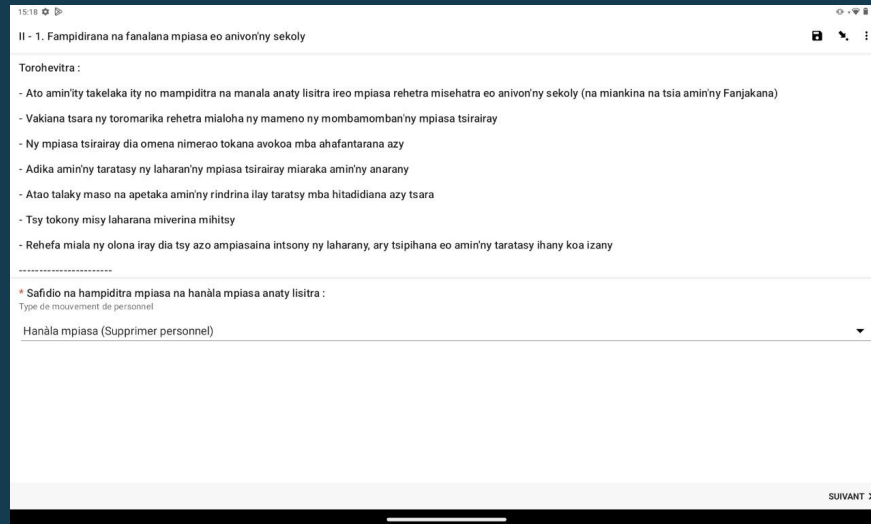 15:18
II - 1. Fampidirana na fanalana mpiasa eo anivon'ny sekoly
Torohevitra :
- Ato amin'ity takelaka ity no mampiditra na manala anaty lisitra ireo mpiasa rehetra misehatra eo anivon'ny sekoly (na miankina na tsia amin'ny Fanjakana)
- Vakiana tsara ny toromarika rehetra mialoha ny mameno ny mombamomban'ny mpiasa tsirairay
- Ny mpiasa tsirairay dia omena nimerao tokana avokoa mba ahafantarana azy
- Adika amin'ny taratasy ny laharan'ny mpiasa tsirairay miaraka amin'ny anarany
- Atao talaky maso na apetaka amin'ny rindrina ilay taratsy mba hitadidiana azy tsara
- Tsy tokony misy laharana miverina mihitsy
- Rehefa miala ny olona iray dia tsy azo ampiasaina intsony ny laharany, ary tsipihana eo amin'ny taratasy ihany koa izany
-----------------------
* Safidio na hampiditra mpiasa na hanàla mpiasa anaty lisitra :
Type de mouvement de personnel
Hanàla mpiasa (Supprimer personnel)
SUIVANT